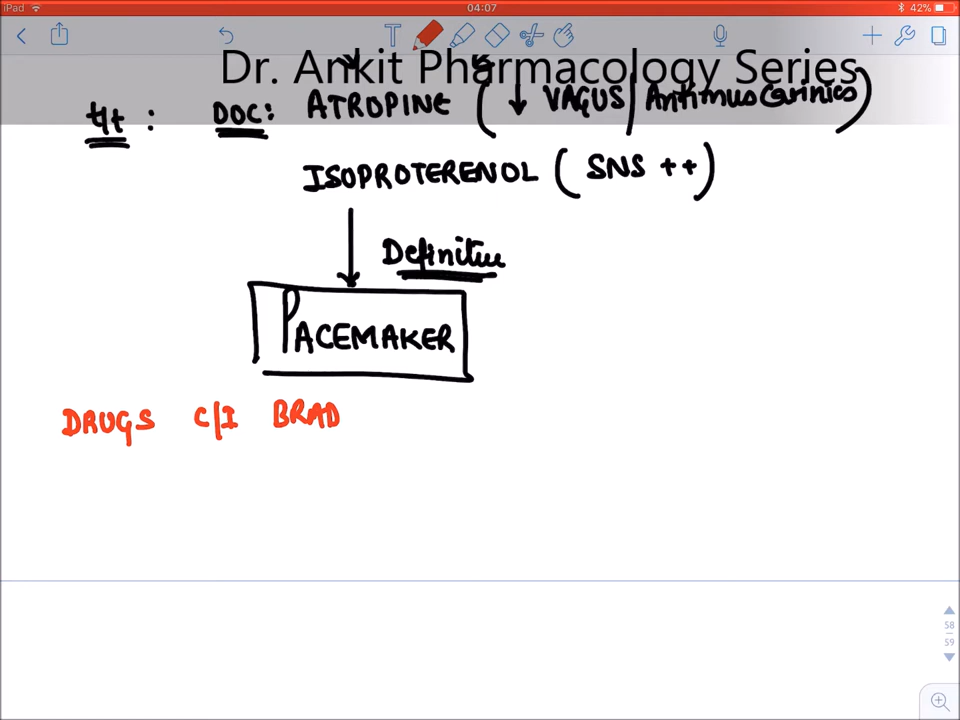 iPad 04:07 42%
Dr. Ankit Pharmacology Series
ttt : DOC: ATROPINE ( ↓ VAGUS | Antimuscarinics )
ISOPROTERENOL ( SNS ++ )
Definitive
PACEMAKER
DRUGS C/I BRAD
58
59